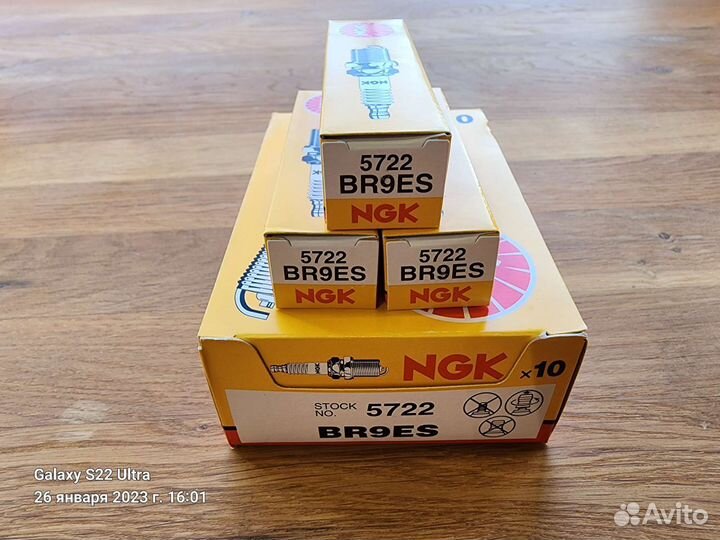 NGK
5722
BR9ES
NGK
5722
BR9ES
NGK
5722
BR9ES
NGK
NGK x10
STOCK NO. 5722
BR9ES
Galaxy S22 Ultra
26 января 2023 г. 16:01
Avito